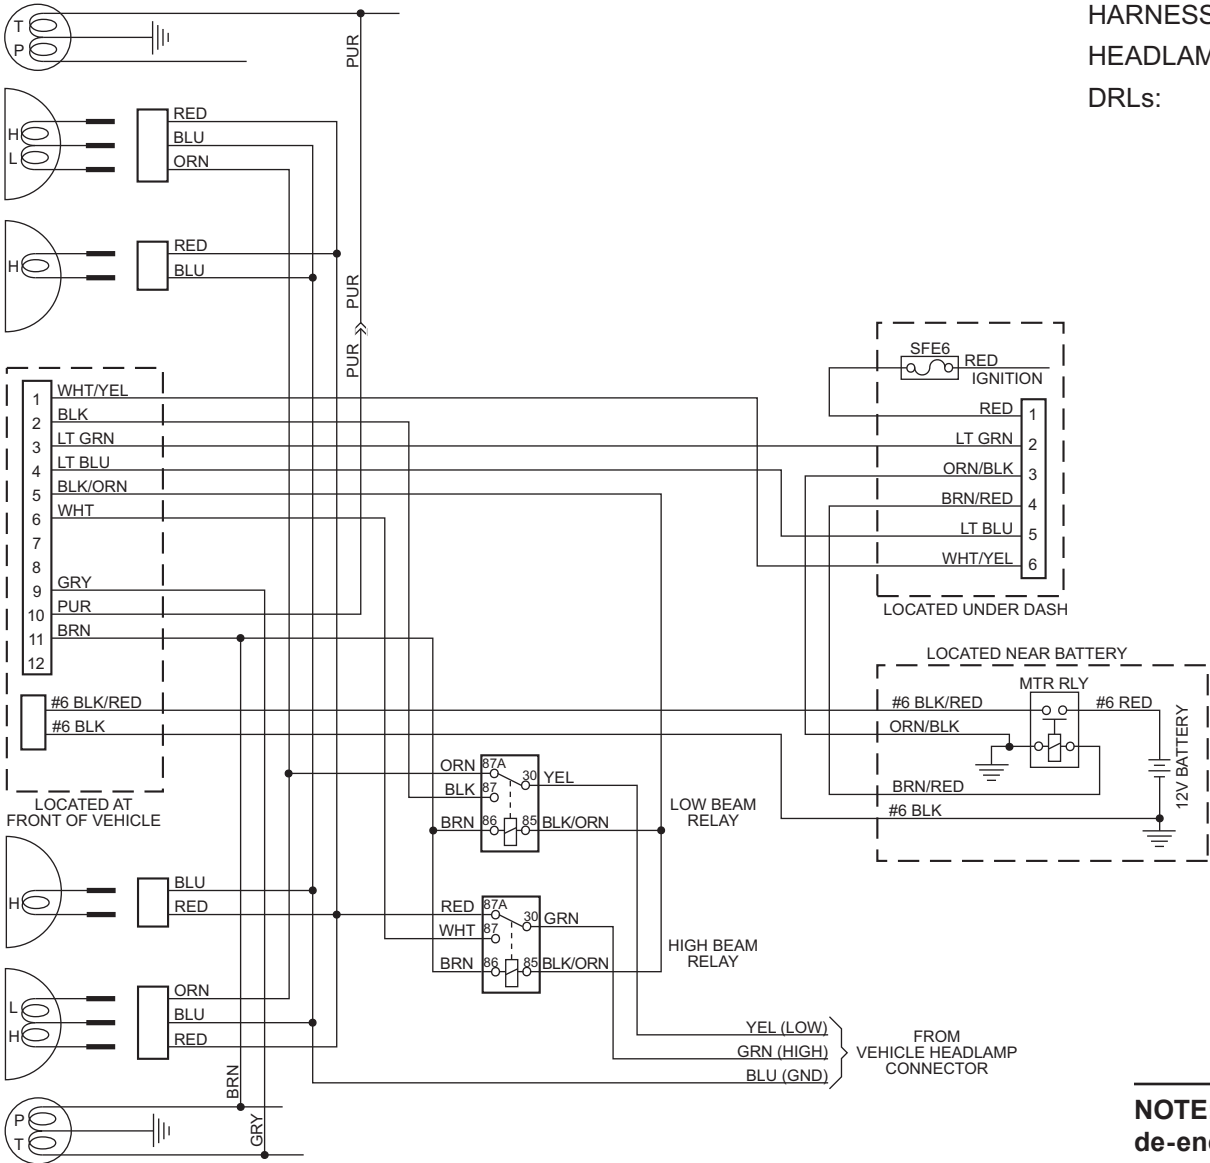 HARNESS
HEADLAM
DRLs:
T
P
PUR
RED
BLU
ORN
H
L
RED
BLU
H
PUR
PUR
SFE6
RED
IGNITION
1 WHT/YEL
2 BLK
3 LT GRN
4 LT BLU
5 BLK/ORN
6 WHT
7
8
9 GRY
10 PUR
11 BRN
12
RED 1
LT GRN 2
ORN/BLK 3
BRN/RED 4
LT BLU 5
WHT/YEL 6
LOCATED UNDER DASH
LOCATED NEAR BATTERY
#6 BLK/RED
#6 BLK
LOCATED AT
FRONT OF VEHICLE
MTR RLY
#6 BLK/RED
#6 RED
ORN/BLK
12V BATTERY
BRN/RED
#6 BLK
ORN 87A 30 YEL
BLK 87
BRN 86 85 BLK/ORN
LOW BEAM
RELAY
BLU
RED
H
RED 87A 30 GRN
WHT 87
BRN 86 85 BLK/ORN
HIGH BEAM
RELAY
ORN
BLU
RED
L
H
YEL (LOW)
GRN (HIGH)
BLU (GND)
FROM
VEHICLE HEADLAMP
CONNECTOR
BRN
GRY
P
T
NOTE
de-ene